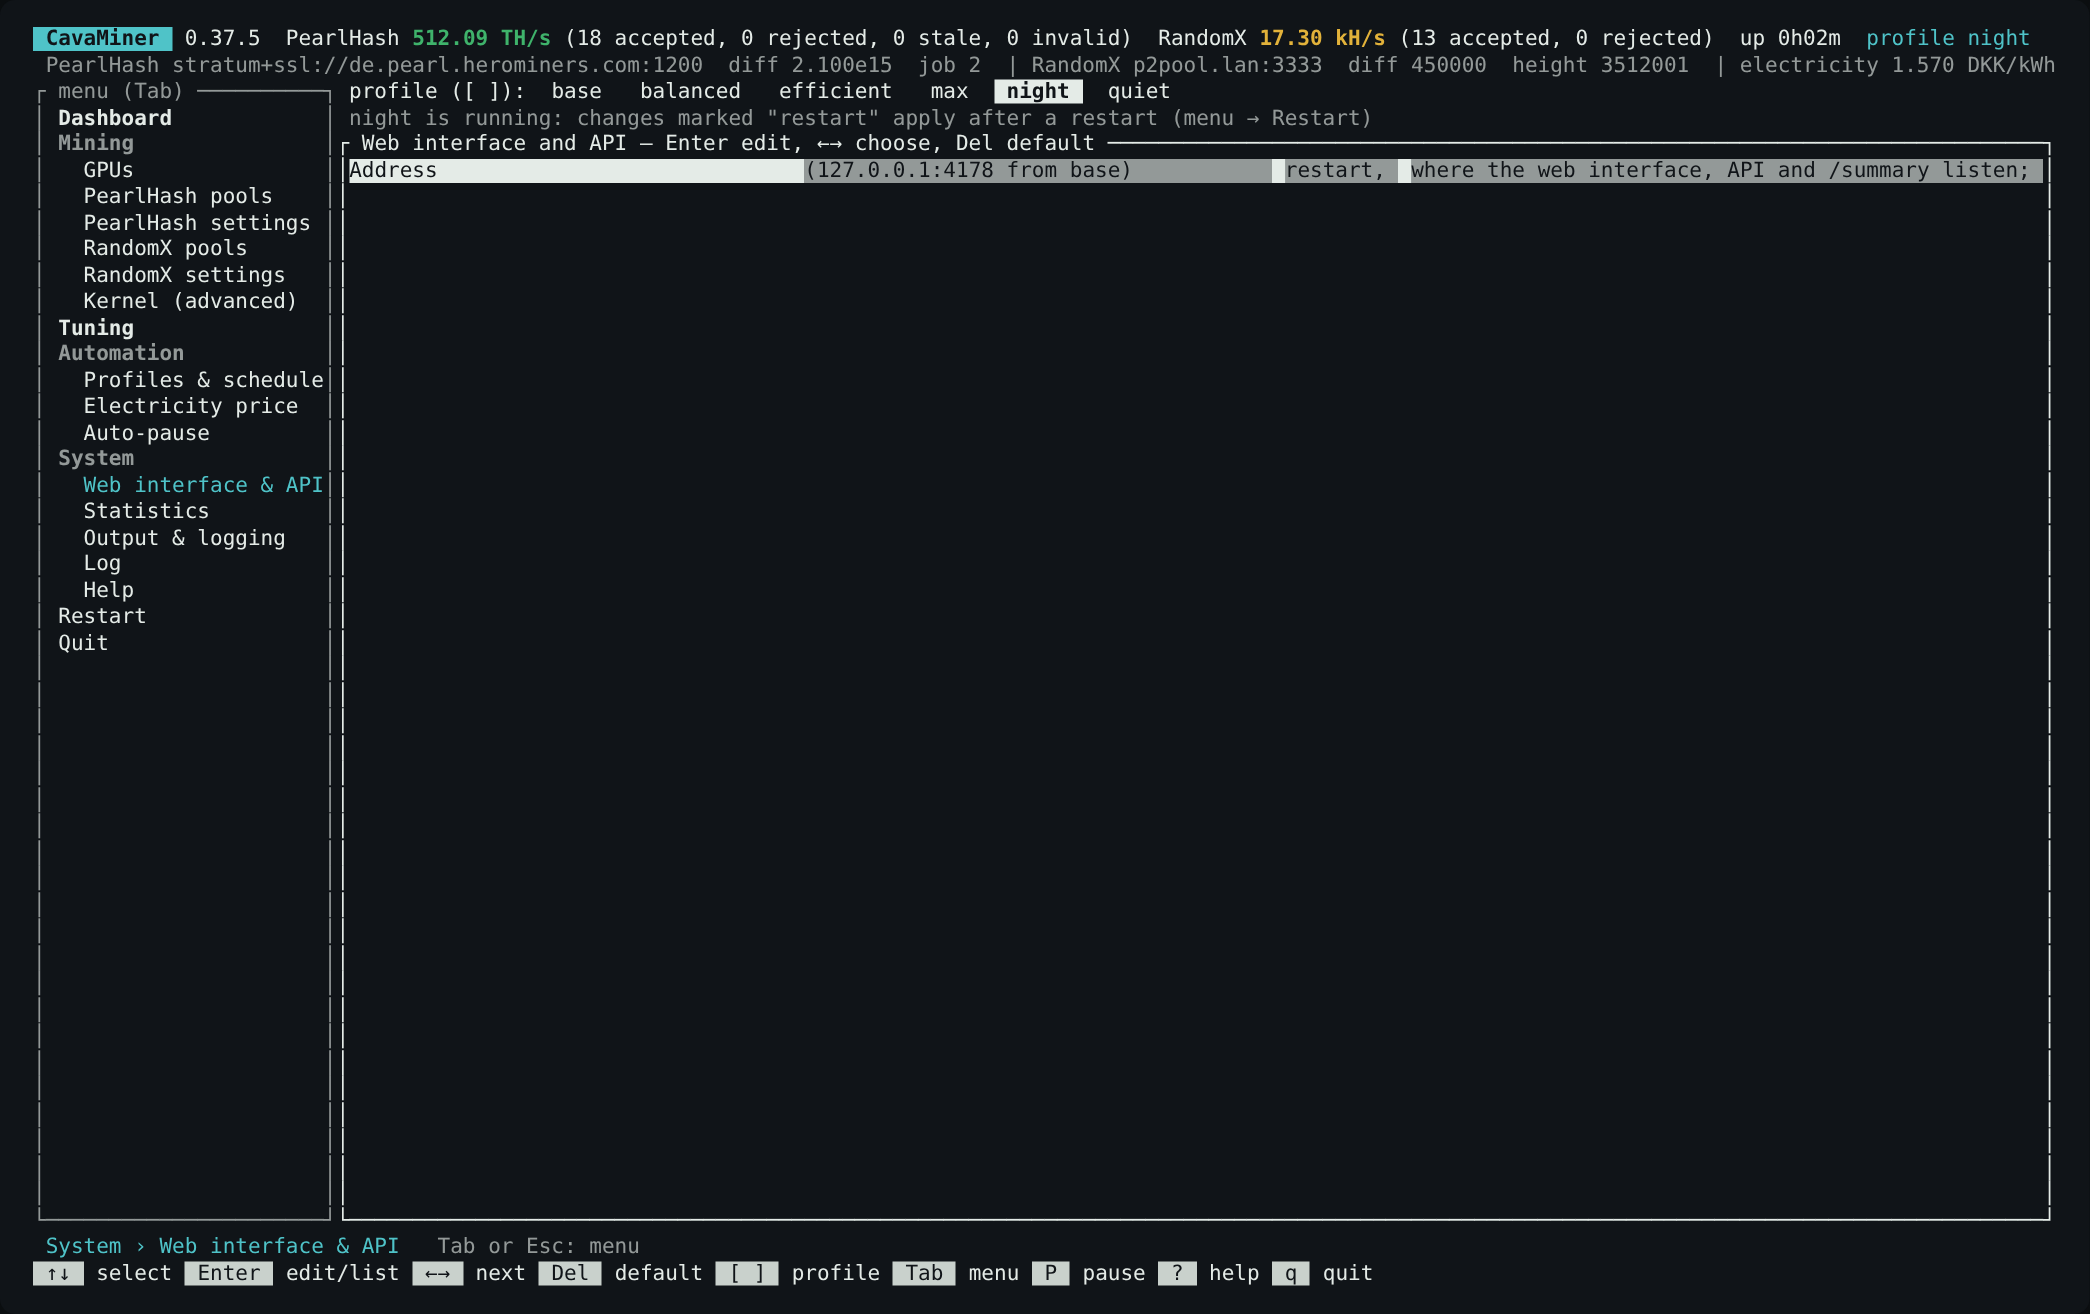 CavaMiner 0.37.5 PearlHash 512.09 TH/s (18 accepted, 0 rejected, 0 stale, 0 invalid) RandomX 17.30 kH/s (13 accepted, 0 rejected) up 0h02m profile night
PearlHash stratum+ssl://de.pearl.herominers.com:1200 diff 2.100e15 job 2 | RandomX p2pool.lan:3333 diff 450000 height 3512001 | electricity 1.570 DKK/kWh
menu (Tab)
Dashboard
Mining
GPUs
PearlHash pools
PearlHash settings
RandomX pools
RandomX settings
Kernel (advanced)
Tuning
Automation
Profiles & schedule
Electricity price
Auto-pause
System
Web interface & API
Statistics
Output & logging
Log
Help
Restart
Quit
profile ([ ]): base balanced efficient max night quiet
night is running: changes marked "restart" apply after a restart (menu → Restart)
Web interface and API — Enter edit, ←→ choose, Del default
Address (127.0.0.1:4178 from base) restart, where the web interface, API and /summary listen;
System › Web interface & API Tab or Esc: menu
↑↓ select Enter edit/list ←→ next Del default [ ] profile Tab menu P pause ? help q quit